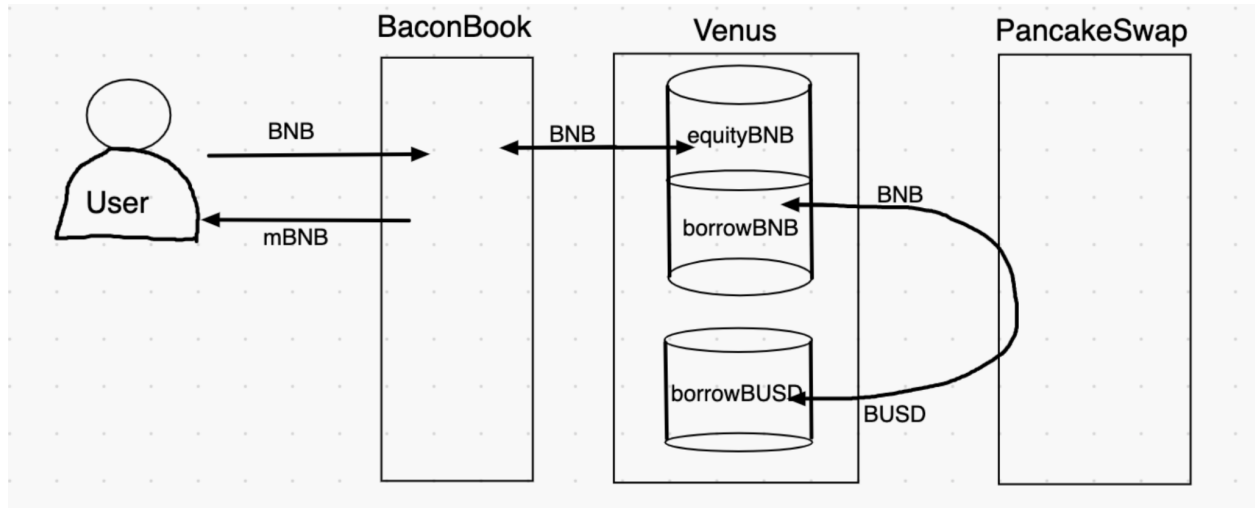 BaconBook
Venus
PancakeSwap
BNB
BNB
equityBNB
User
BNB
mBNB
borrowBNB
borrowBUSD
BUSD